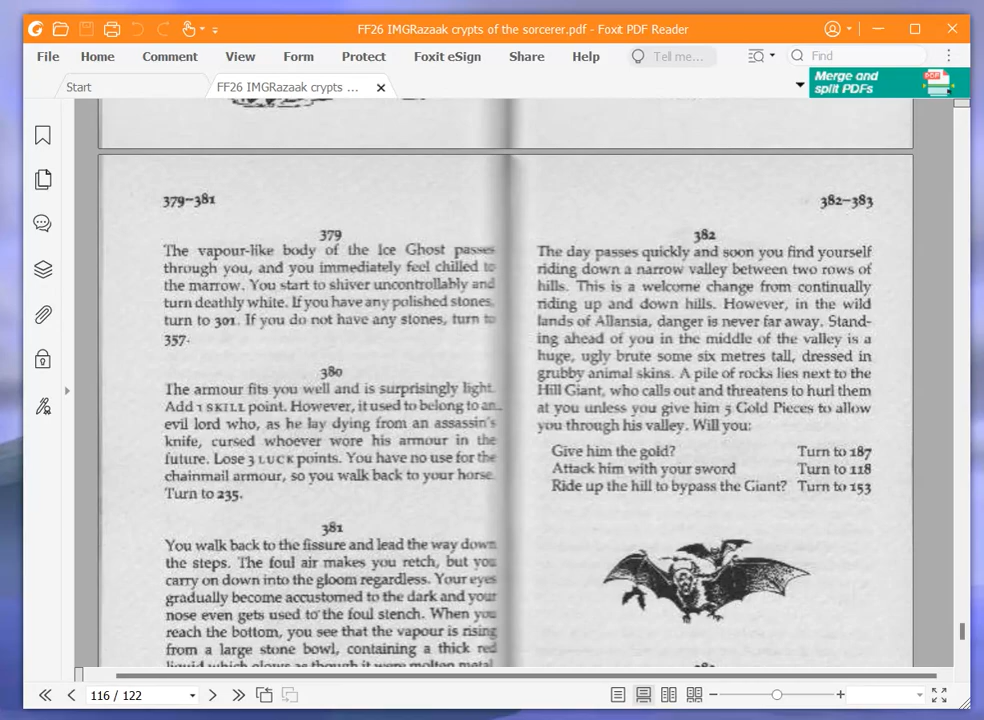 FF26 IMGRazaak crypts of the sorcerer.pdf - Foxit PDF Reader
File Home Comment View Form Protect Foxit eSign Share Help Tell me... Find
Start
FF26 IMGRazaak crypts ...
Merge and
split PDFs
379–381
379
The vapour-like body of the Ice Ghost passes
through you, and you immediately feel chilled to
the marrow. You start to shiver uncontrollably and
turn deathly white. If you have any polished stones,
turn to 301. If you do not have any stones, turn to
357.
380
The armour fits you well and is surprisingly light.
Add 1 SKILL point. However, it used to belong to an
evil lord who, as he lay dying from an assassin's
knife, cursed whoever wore his armour in the
future. Lose 3 LUCK points. You have no use for the
chainmail armour, so you walk back to your horse.
Turn to 235.
381
You walk back to the fissure and lead the way down
the steps. The foul air makes you retch, but you
carry on down into the gloom regardless. Your eyes
gradually become accustomed to the dark and your
nose even gets used to the foul stench. When you
reach the bottom, you see that the vapour is rising
from a large stone bowl, containing a thick red
liquid which glows as though it were molten metal
382–383
382
The day passes quickly and soon you find yourself
riding down a narrow valley between two rows of
hills. This is a welcome change from continually
riding up and down hills. However, in the wild
lands of Allansia, danger is never far away. Stand-
ing ahead of you in the middle of the valley is a
huge, ugly brute some six metres tall, dressed in
grubby animal skins. A pile of rocks lies next to the
Hill Giant, who calls out and threatens to hurl them
at you unless you give him 5 Gold Pieces to allow
you through his valley. Will you:
Give him the gold? Turn to 187
Attack him with your sword Turn to 118
Ride up the hill to bypass the Giant? Turn to 153
116 / 122